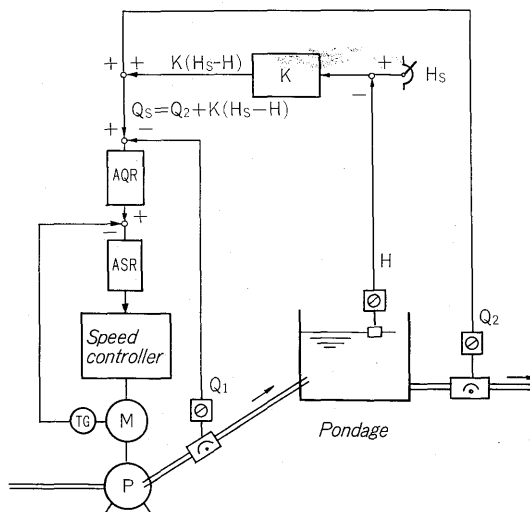 + +
K(Hs-H)
K
+
Hs
−
Qs=Q2+K(Hs-H)
+ −
AQR
+
−
ASR
H
Speed
controller
Q2
Q1
TG
M
Pondage
P